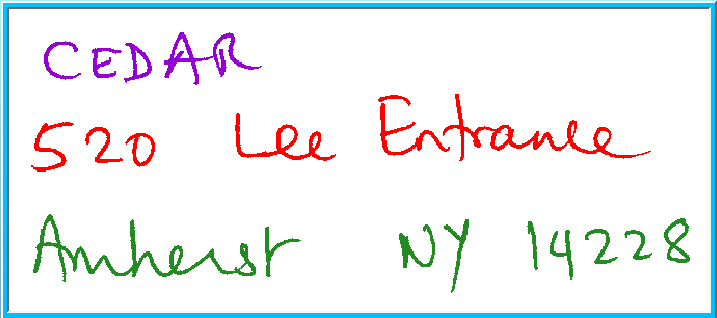 CEDAR
520 Lee Entrance
Amherst NY 14228